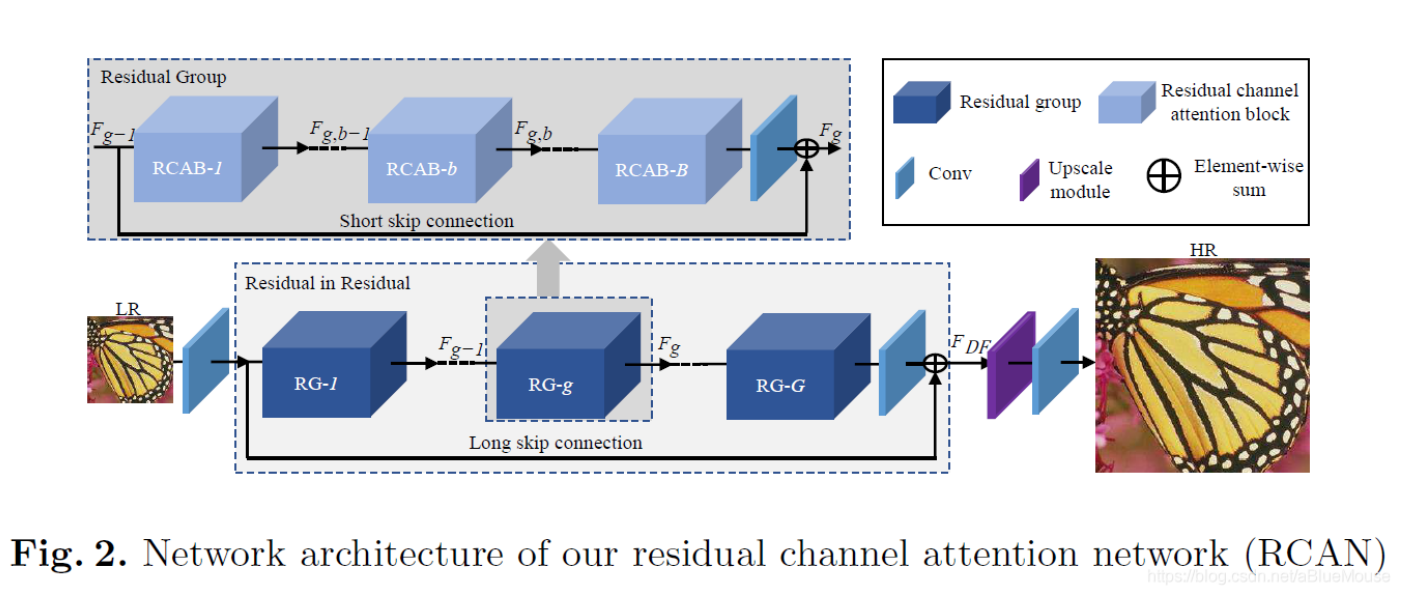 Residual Group
F_{g-1}
RCAB-1
F_{g,b-1}
RCAB-b
F_{g,b}
RCAB-B
F_g
Short skip connection
Residual group
Residual channel
attention block
Conv
Upscale
module
Element-wise
sum
LR
Residual in Residual
RG-1
F_{g-1}
RG-g
F_g
RG-G
F_{DF}
Long skip connection
HR
Fig. 2. Network architecture of our residual channel attention network (RCAN)
https://blog.csdn.net/aBlueMouse